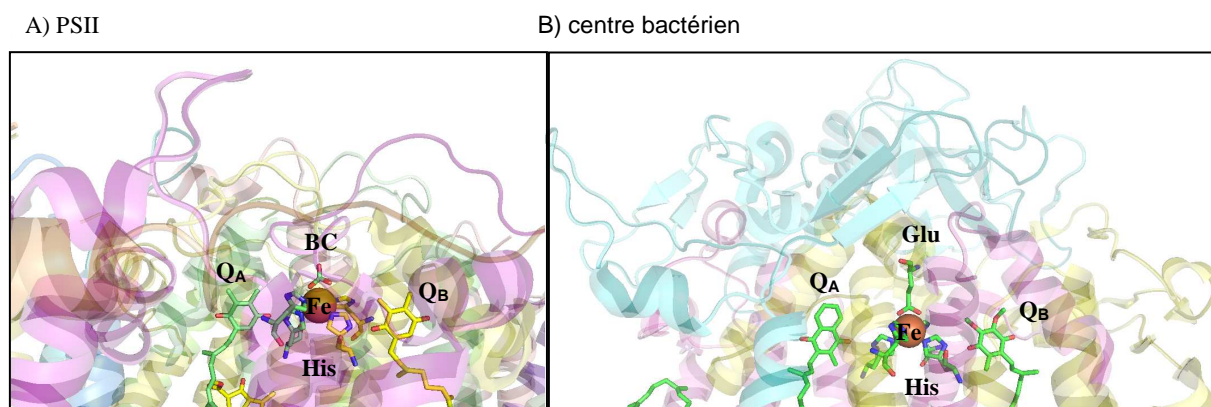 A) PSII
B) centre bactérien
BC
QA
Fe
QB
His
Glu
QA
Fe
QB
His